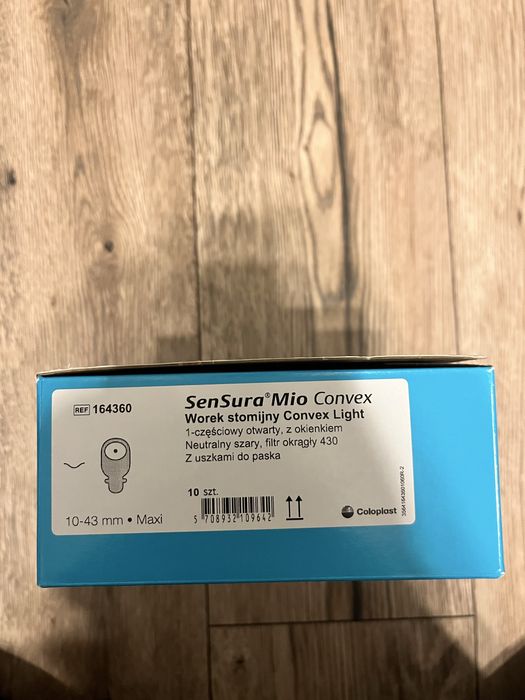 REF 164360
SenSura® Mio Convex
Worek stomijny Convex Light
1-częściowy otwarty, z okienkiem
Neutralny szary, filtr okrągły 430
Z uszkami do paska
10 szt.
10-43 mm • Maxi
5 708932 109642
Coloplast